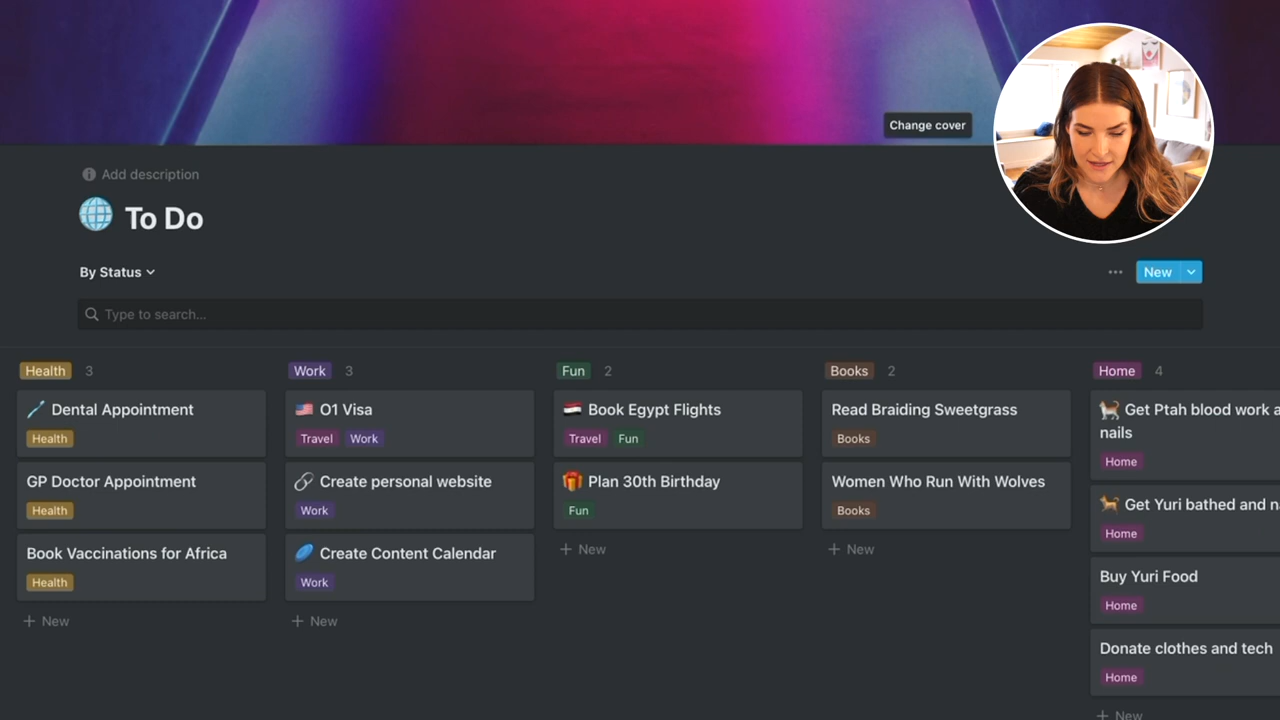 Change cover
Add description
To Do
By Status
New
Type to search...
Health 3
Dental Appointment
Health
GP Doctor Appointment
Health
Book Vaccinations for Africa
Health
+ New
Work 3
O1 Visa
Travel Work
Create personal website
Work
Create Content Calendar
Work
+ New
Fun 2
Book Egypt Flights
Travel Fun
Plan 30th Birthday
Fun
+ New
Books 2
Read Braiding Sweetgrass
Books
Women Who Run With Wolves
Books
+ New
Home 4
Get Ptah blood work
nails
Home
Get Yuri bathed and
Home
Buy Yuri Food
Home
Donate clothes and tech
Home
+ New